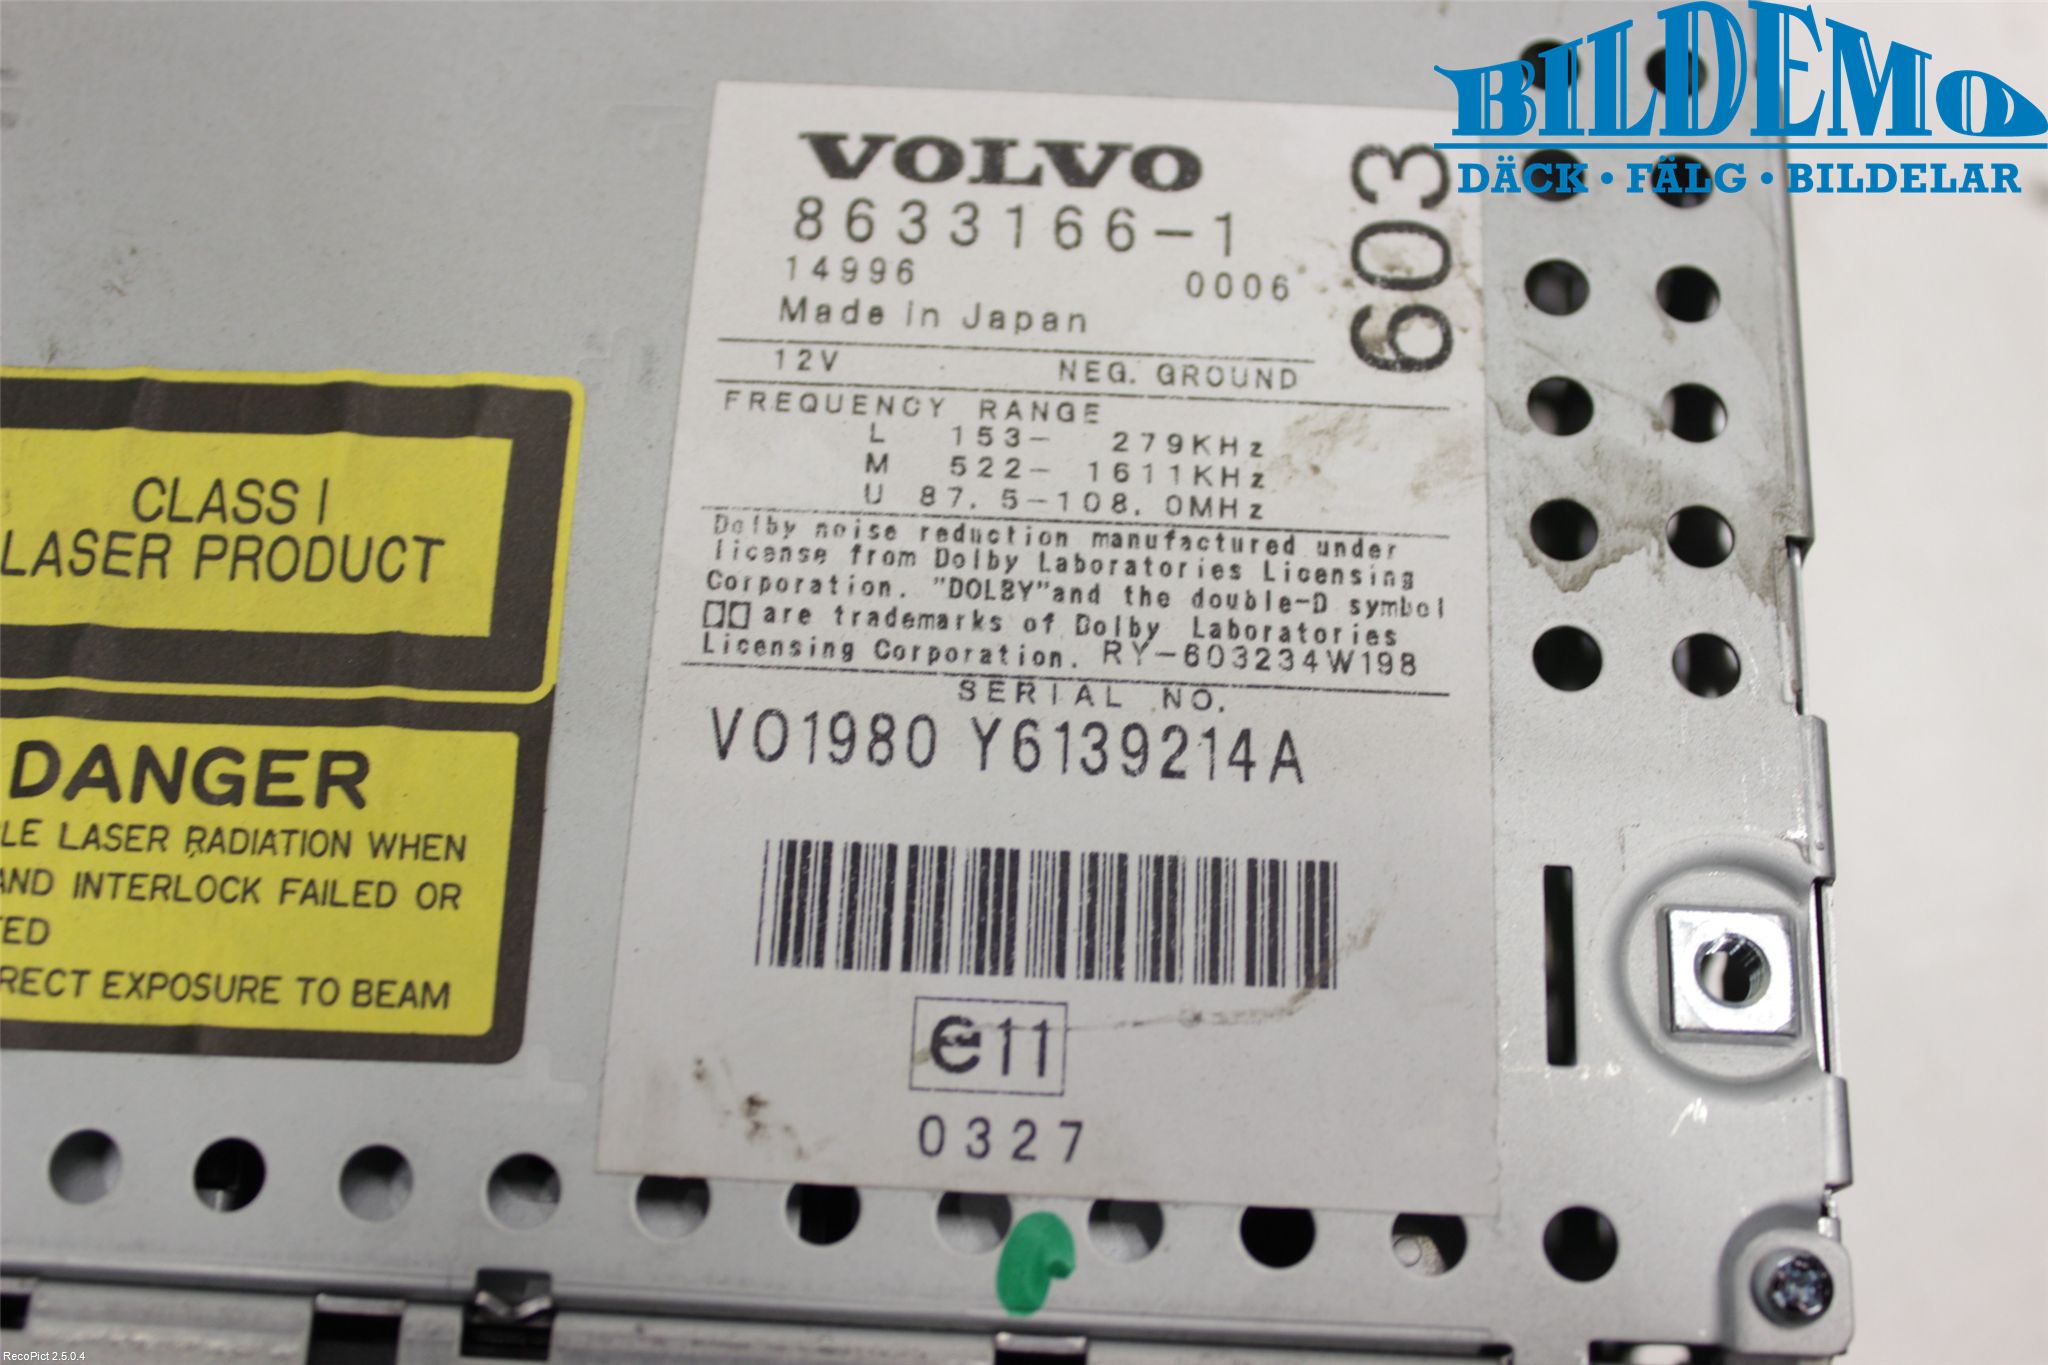 BILDEMO
DÄCK • FÄLG • BILDELAR
VOLVO
8633166-1
603
14996 0006
Made in Japan
12V NEG. GROUND
FREQUENCY RANGE
L 153- 279KHz
M 522- 1611KHz
U 87.5-108.0MHz
Dolby noise reduction manufactured under
license from Dolby Laboratories Licensing
Corporation. "DOLBY"and the double-D symbol
are trademarks of Dolby Laboratories
Licensing Corporation. RY-603234W198
SERIAL NO.
VO1980 Y6139214A
e11
0327
CLASS I
LASER PRODUCT
DANGER
LE LASER RADIATION WHEN
AND INTERLOCK FAILED OR
TED
RECT EXPOSURE TO BEAM
RecoPict 2.5.0.4